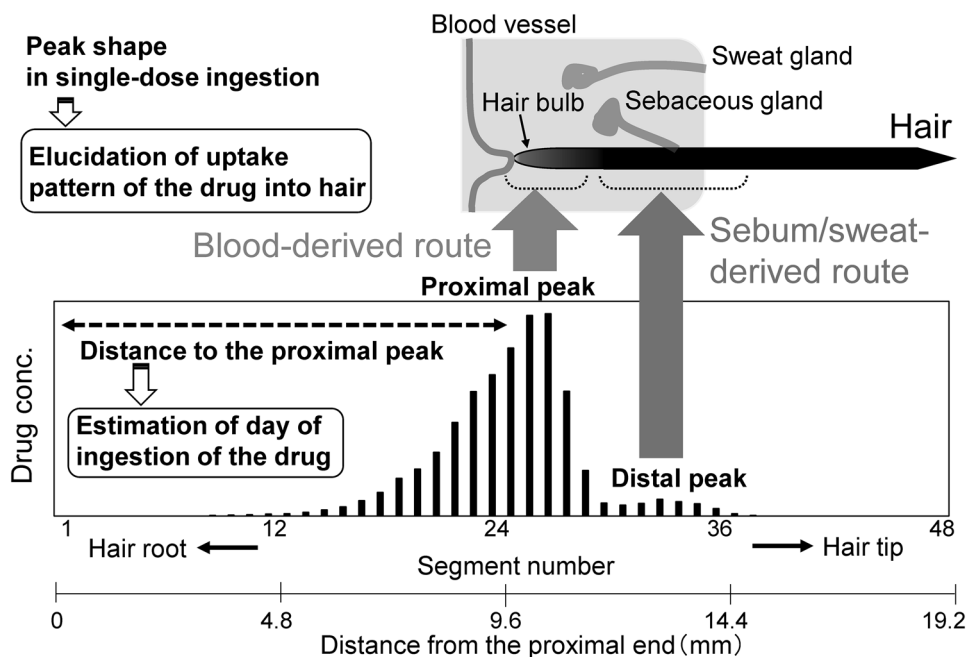 Peak shape
in single-dose ingestion
Elucidation of uptake
pattern of the drug into hair
Blood vessel
Sweat gland
Hair bulb
Sebaceous gland
Hair
Blood-derived route
Sebum/sweat-
derived route
Proximal peak
Distance to the proximal peak
Estimation of day of
ingestion of the drug
Distal peak
Drug conc.
1 12 24 36 48
Hair root
Hair tip
Segment number
0 4.8 9.6 14.4 19.2
Distance from the proximal end(mm)